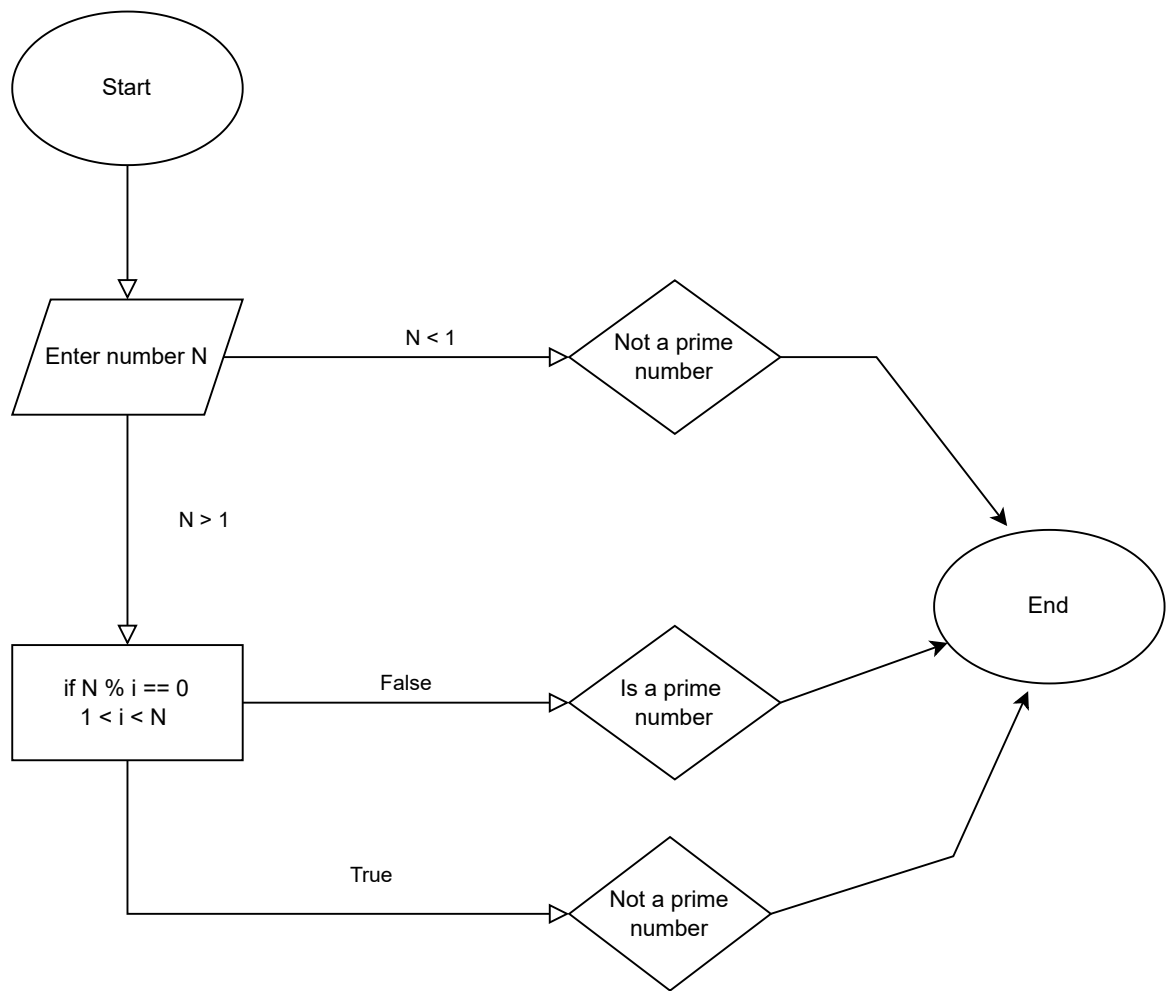 Start
Enter number N
N < 1
Not a prime
number
N > 1
End
if N % i == 0
1 < i < N
False
Is a prime
number
True
Not a prime
number